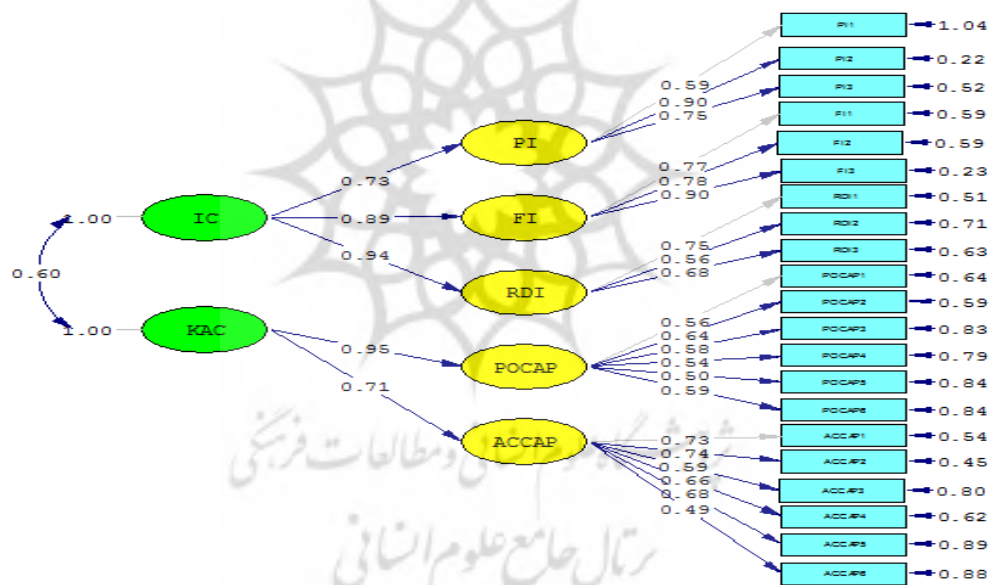 PI1 1.04
PI2 0.22
PI3 0.52
FI1 0.59
FI2 0.59
FI3 0.23
RDI1 0.51
RDI2 0.71
RDI3 0.63
POCAP1 0.64
POCAP2 0.59
POCAP3 0.83
POCAP4 0.79
POCAP5 0.84
POCAP6 0.84
ACCAP1 0.54
ACCAP2 0.45
ACCAP3 0.80
ACCAP4 0.62
ACCAP5 0.89
ACCAP6 0.88
0.59
0.90
0.75
0.77
0.78
0.90
0.75
0.56
0.68
0.56
0.64
0.58
0.54
0.50
0.59
0.73
0.74
0.59
0.66
0.68
0.49
PI
FI
RDI
POCAP
ACCAP
0.73
0.89
0.94
0.95
0.71
1.00 IC
0.60
1.00 KAC
پژوهشگاه علوم انسانی و مطالعات فرهنگی
پرتال جامع علوم انسانی